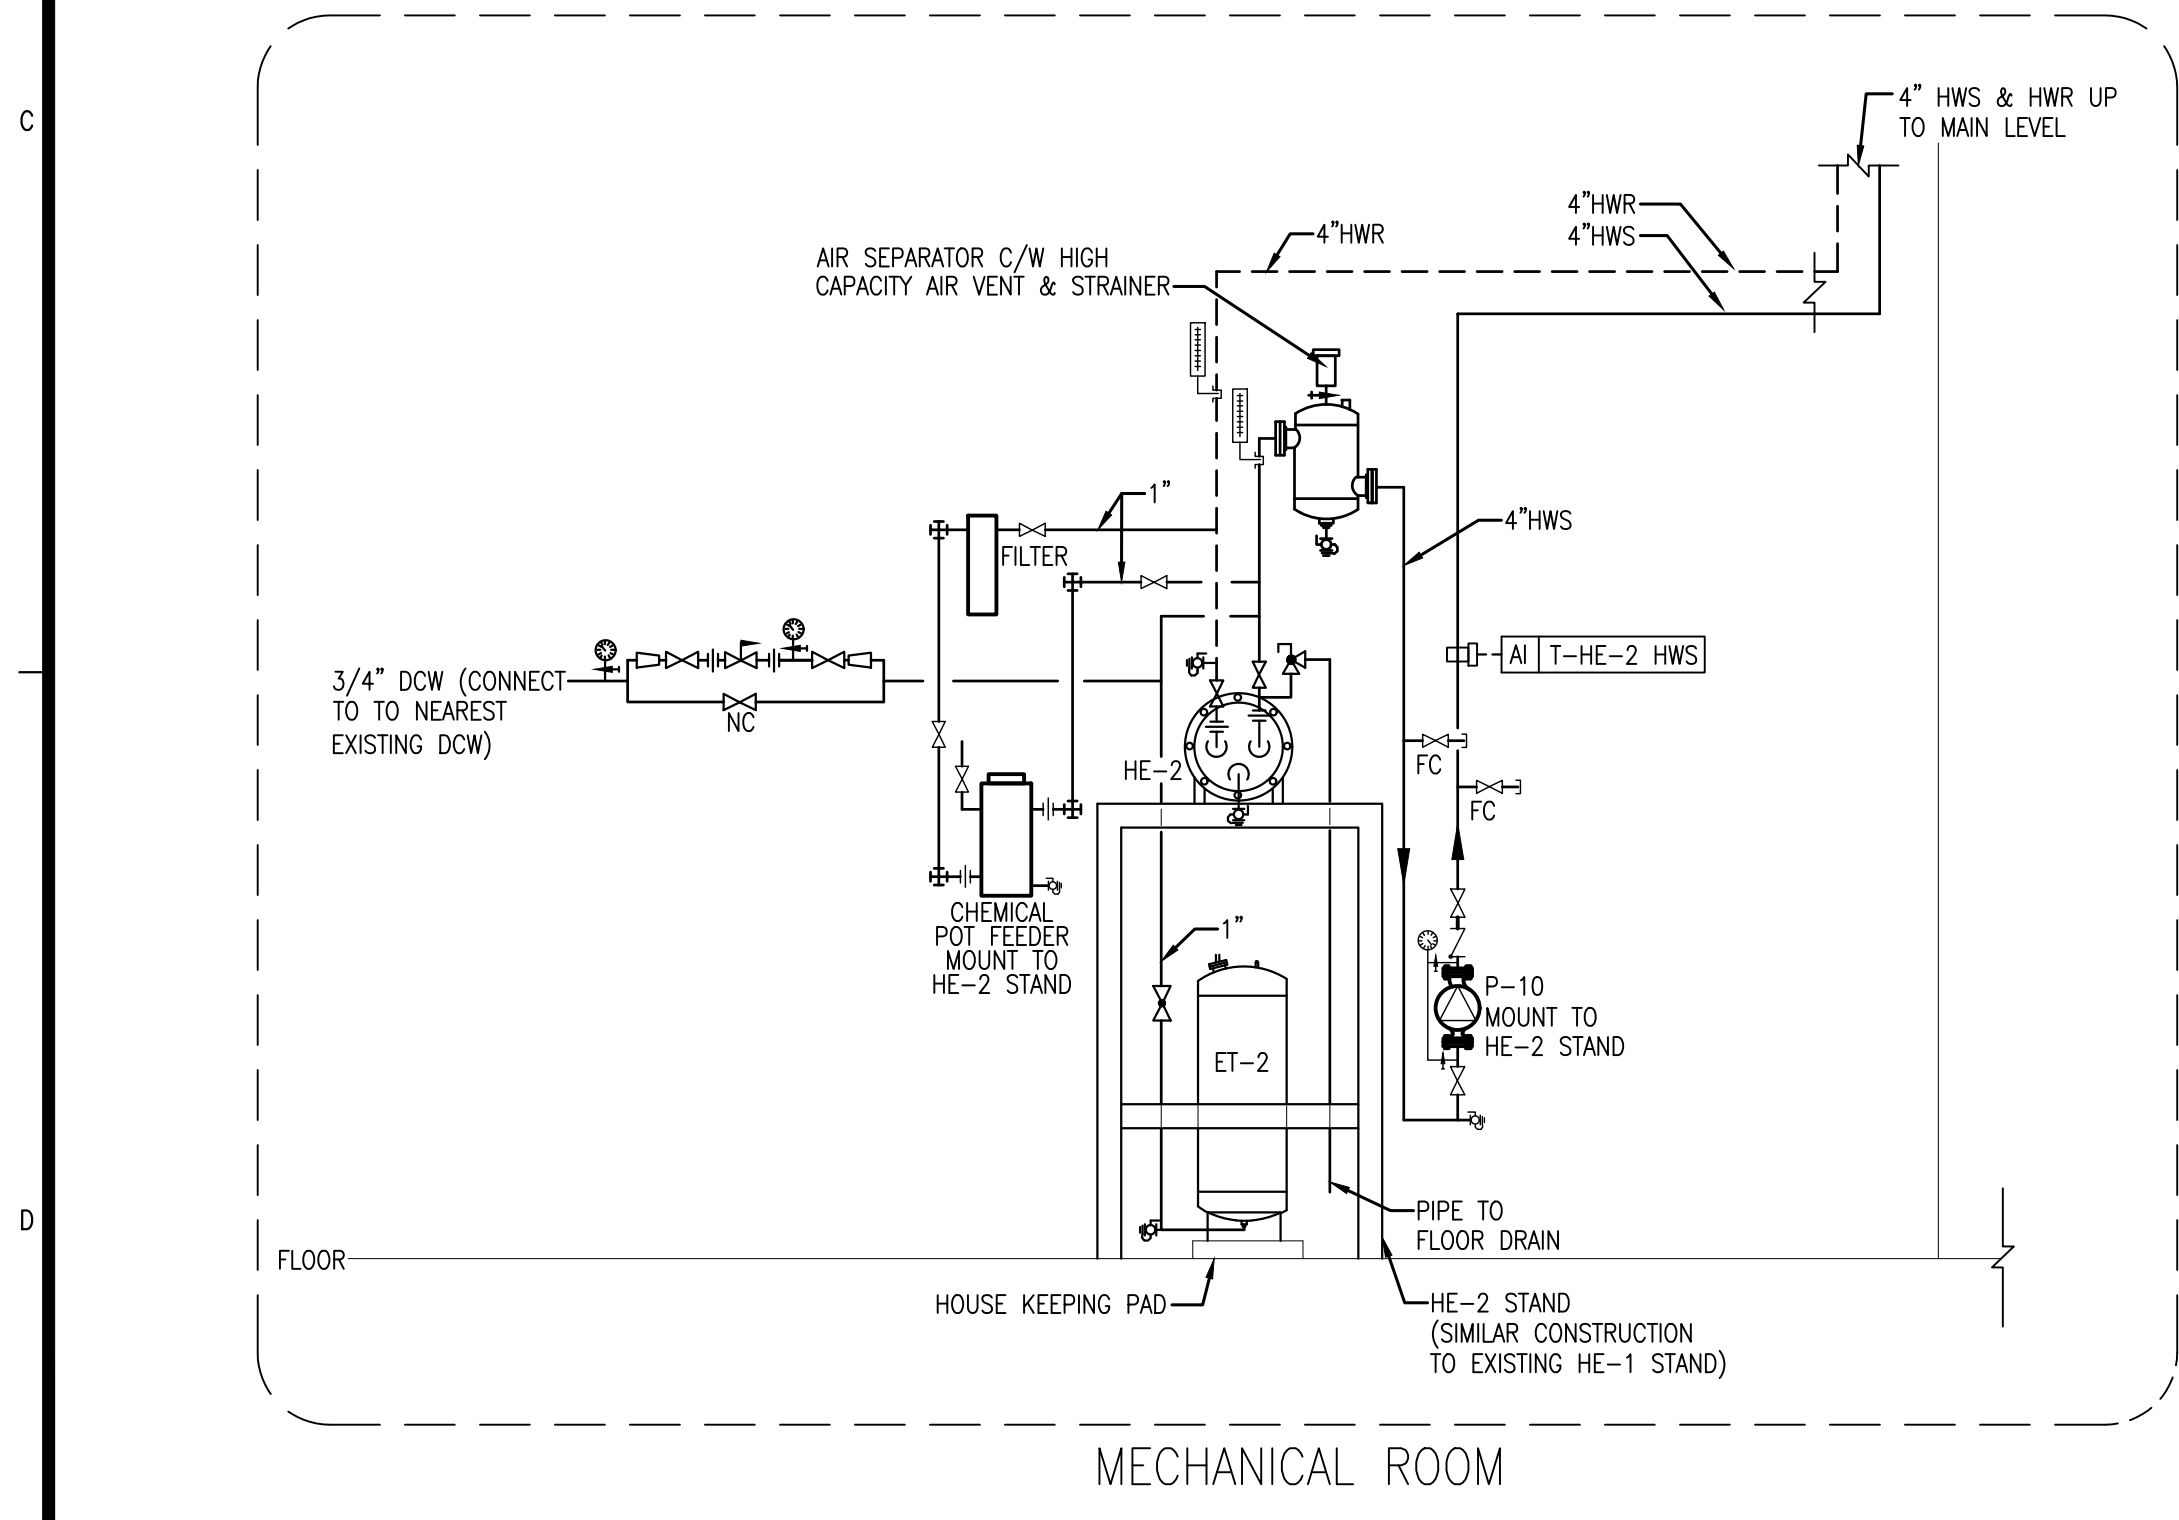 C
4" HWS & HWR UP
TO MAIN LEVEL
4"HWR
4"HWS
4"HWR
AIR SEPARATOR C/W HIGH
CAPACITY AIR VENT & STRAINER
1"
4"HWS
FILTER
AI T-HE-2 HWS
3/4" DCW (CONNECT
TO TO NEAREST
EXISTING DCW)
NC
HE-2
FC
FC
CHEMICAL
POT FEEDER
MOUNT TO
HE-2 STAND
1"
P-10
MOUNT TO
HE-2 STAND
ET-2
D
PIPE TO
FLOOR DRAIN
FLOOR
HOUSE KEEPING PAD
HE-2 STAND
(SIMILAR CONSTRUCTION
TO EXISTING HE-1 STAND)
MECHANICAL ROOM